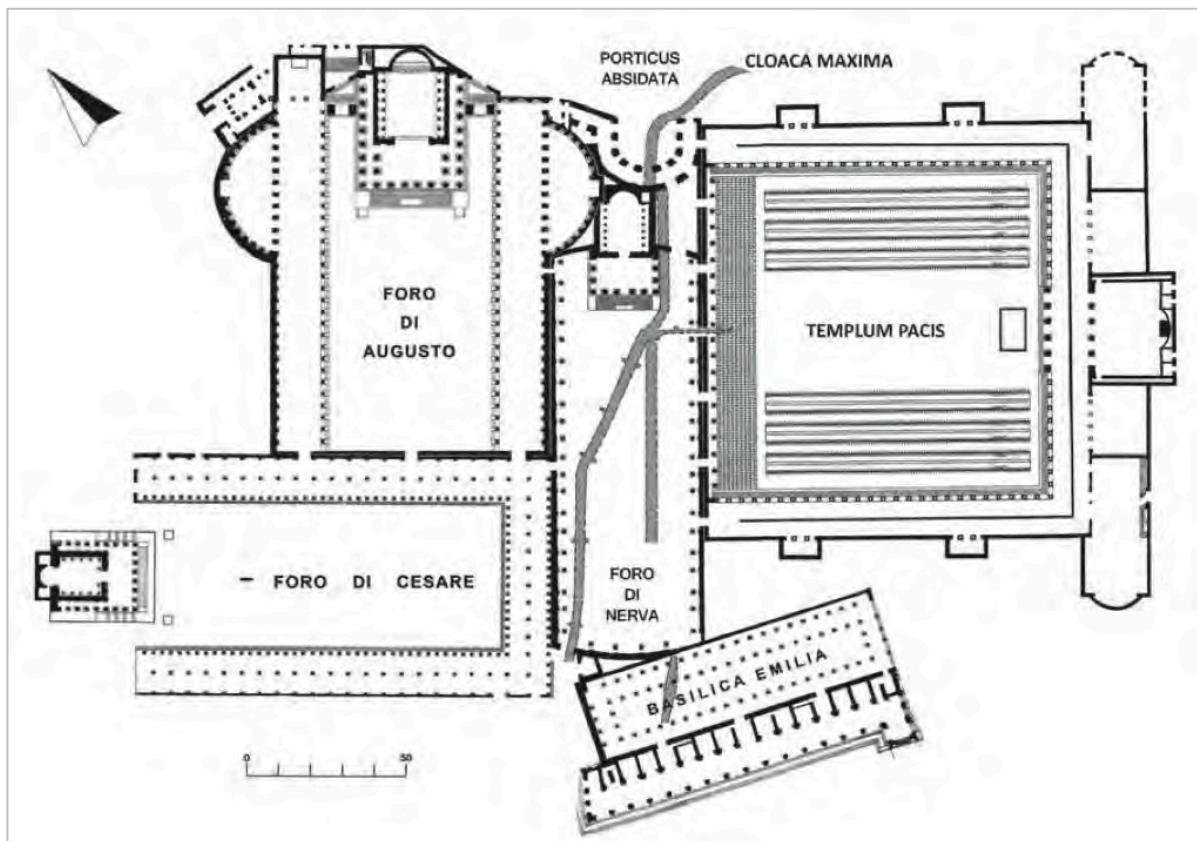 PORTICUS
ABSIDATA
CLOACA MAXIMA
FORO
DI
AUGUSTO
TEMPLUM PACIS
FORO DI CESARE
FORO
DI
NERVA
BASILICA EMILIA
0
50